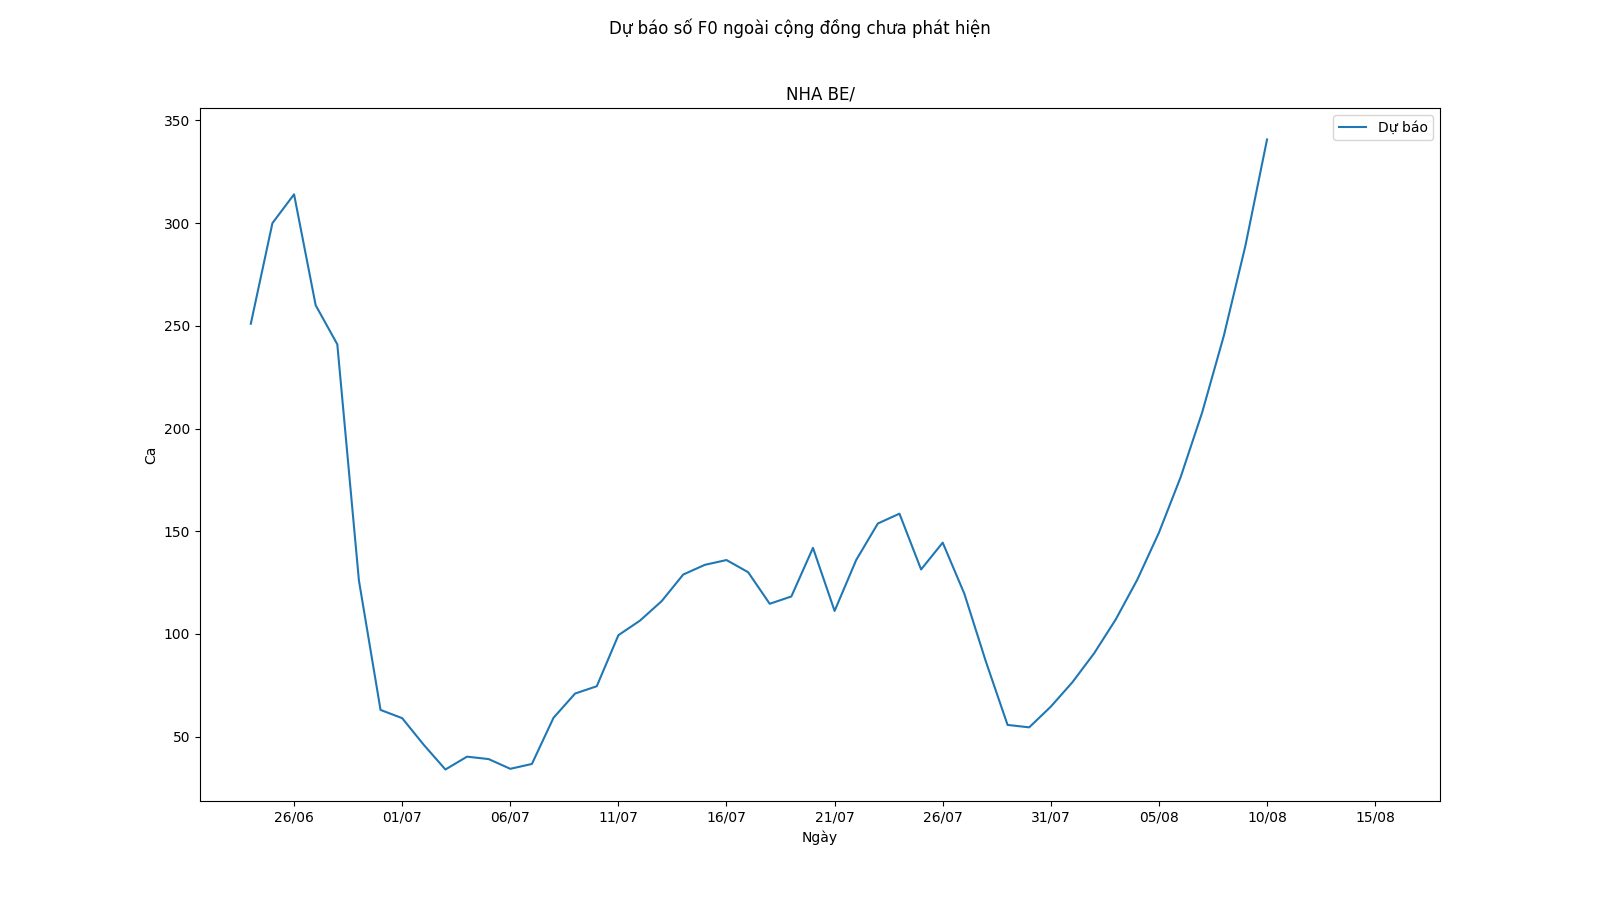 Dự báo số F0 ngoài cộng đồng chưa phát hiện
NHA BE/
Dự báo
350
300
250
200
150
100
50
Ca
26/06 01/07 06/07 11/07 16/07 21/07 26/07 31/07 05/08 10/08 15/08
Ngày